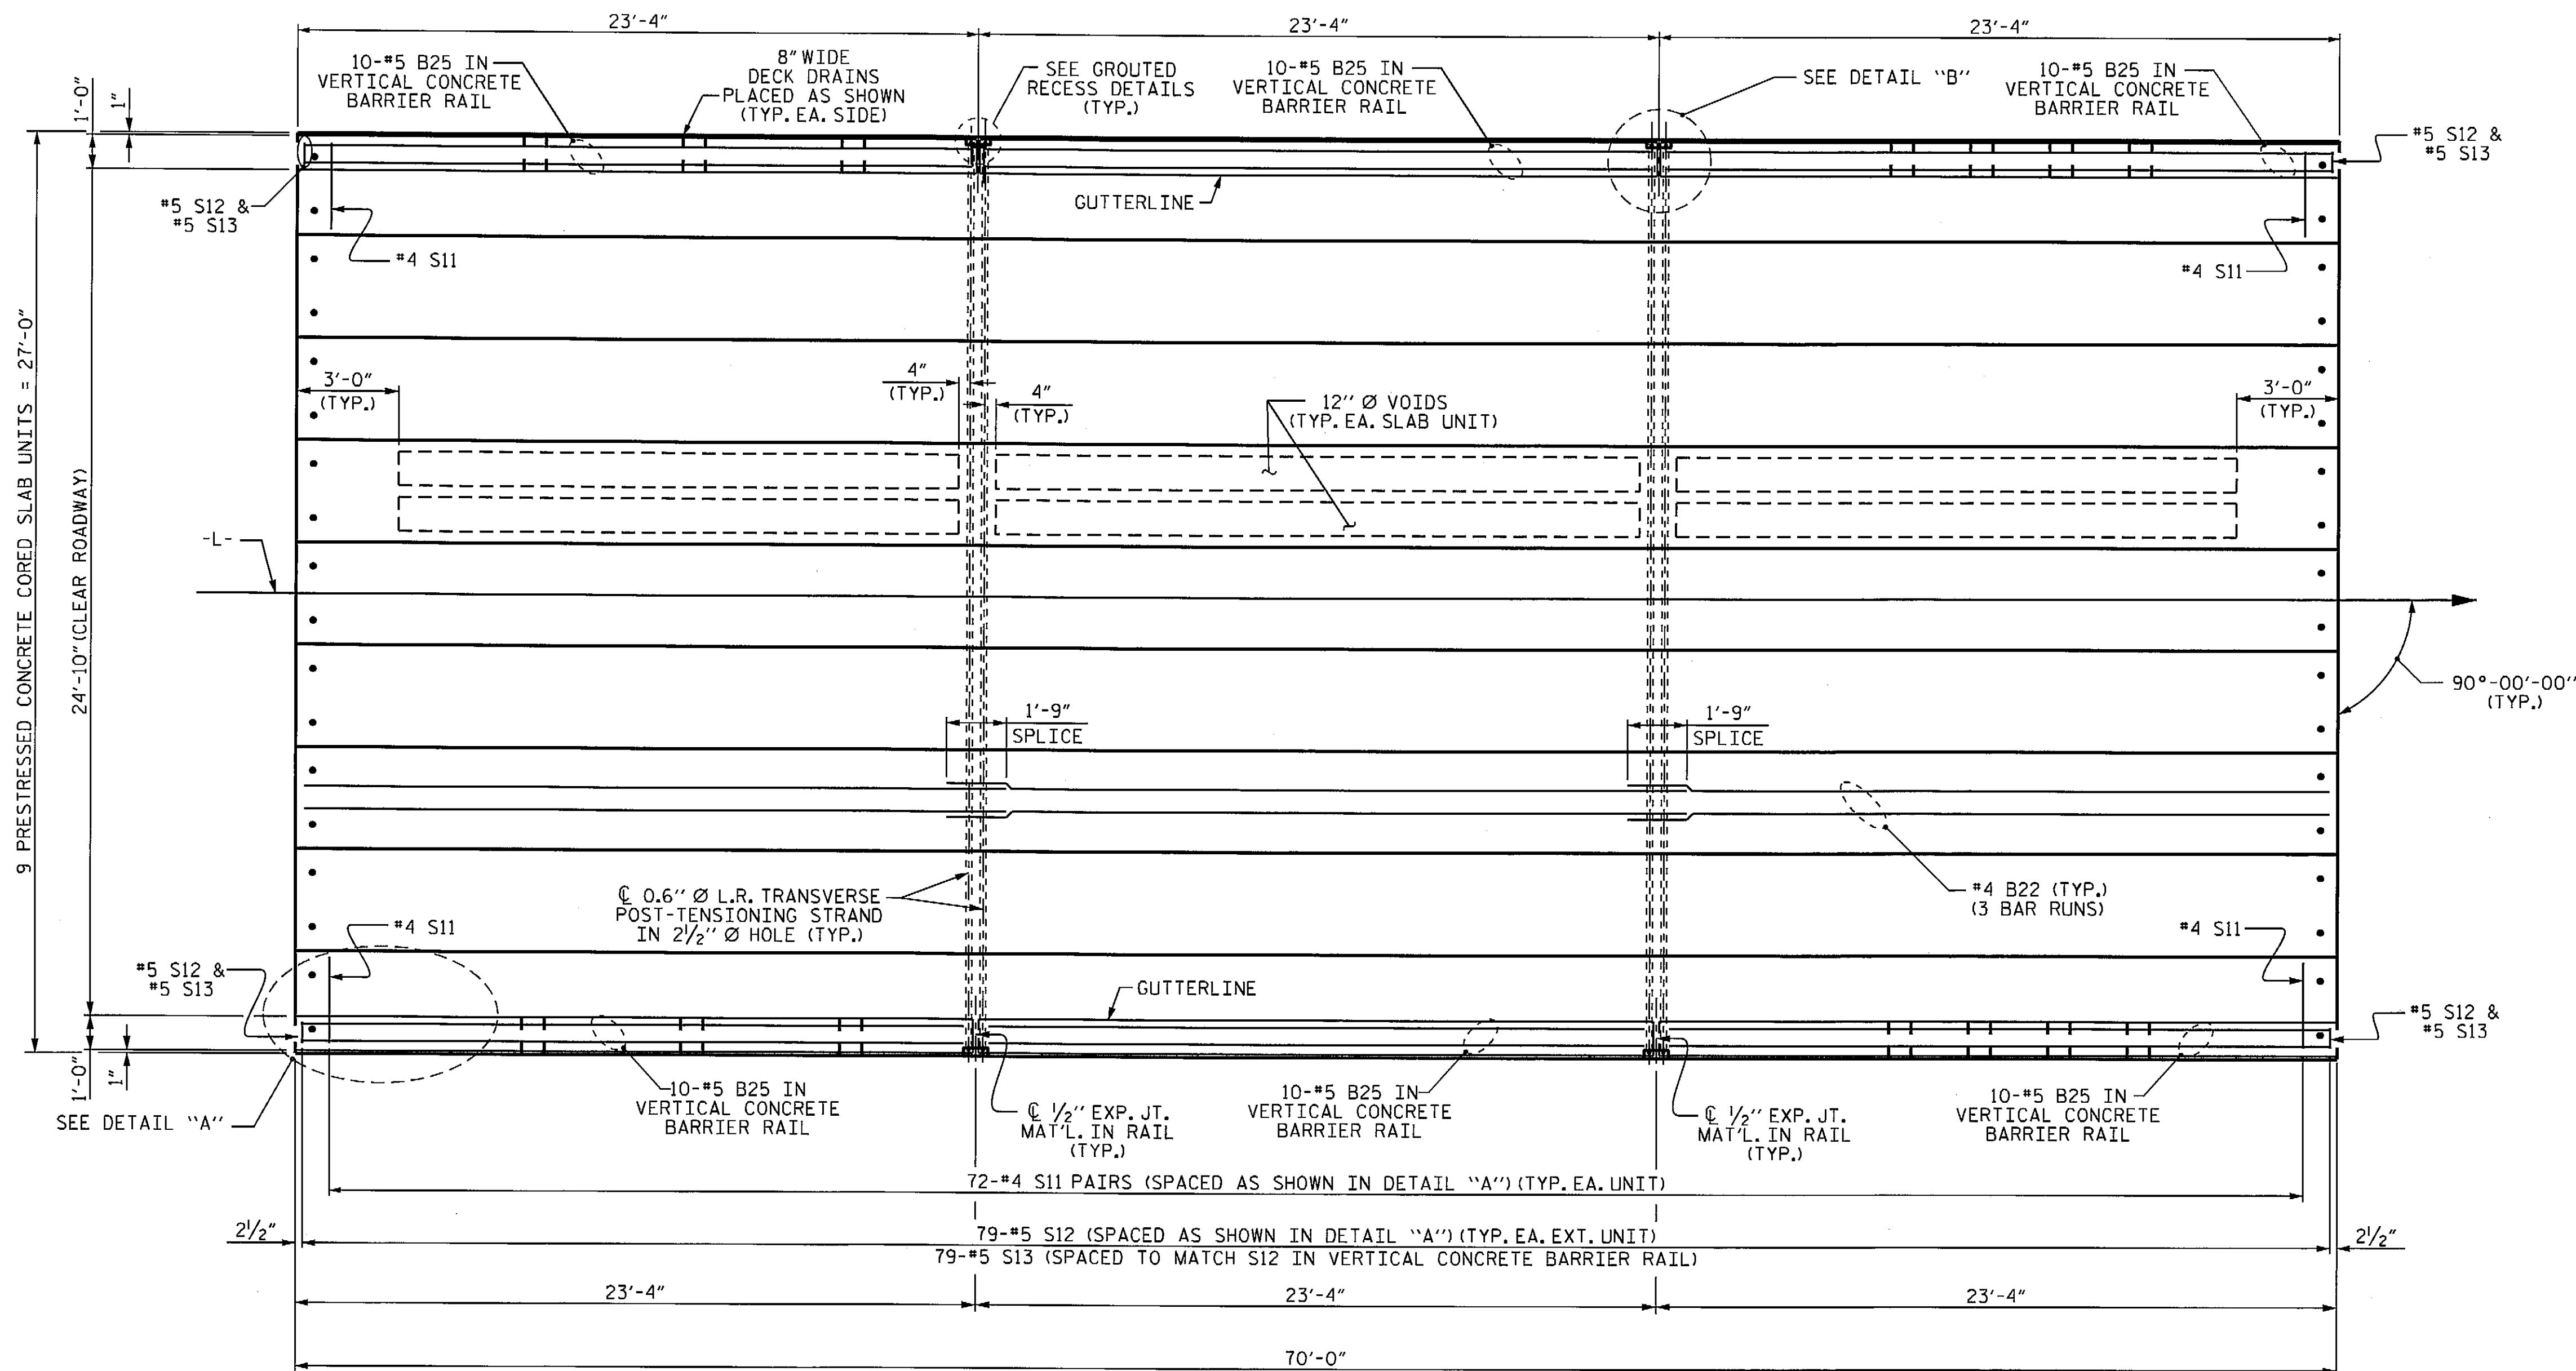 23'-4"
23'-4"
23'-4"
10-#5 B25 IN
VERTICAL CONCRETE
BARRIER RAIL
8" WIDE
DECK DRAINS
PLACED AS SHOWN
(TYP. EA. SIDE)
SEE GROUTED
RECESS DETAILS
(TYP.)
10-#5 B25 IN
VERTICAL CONCRETE
BARRIER RAIL
SEE DETAIL "B"
10-#5 B25 IN
VERTICAL CONCRETE
BARRIER RAIL
1'-0"
1"
#5 S12 &
#5 S13
#5 S12 &
#5 S13
GUTTERLINE
#4 S11
#4 S11
9 PRESTRESSED CONCRETE CORED SLAB UNITS = 27'-0"
24'-10" (CLEAR ROADWAY)
3'-0"
(TYP.)
4"
(TYP.)
4"
(TYP.)
12" Ø VOIDS
(TYP. EA. SLAB UNIT)
3'-0"
(TYP.)
-L-
90°-00'-00"
(TYP.)
1'-9"
SPLICE
1'-9"
SPLICE
℄ 0.6" Ø L.R. TRANSVERSE
POST-TENSIONING STRAND
IN 2 1/2" Ø HOLE (TYP.)
#4 B22 (TYP.)
(3 BAR RUNS)
#4 S11
#4 S11
#5 S12 &
#5 S13
GUTTERLINE
#5 S12 &
#5 S13
1'-0"
1"
SEE DETAIL "A"
10-#5 B25 IN
VERTICAL CONCRETE
BARRIER RAIL
℄ 1/2" EXP. JT.
MAT'L. IN RAIL
(TYP.)
10-#5 B25 IN
VERTICAL CONCRETE
BARRIER RAIL
℄ 1/2" EXP. JT.
MAT'L. IN RAIL
(TYP.)
10-#5 B25 IN
VERTICAL CONCRETE
BARRIER RAIL
72-#4 S11 PAIRS (SPACED AS SHOWN IN DETAIL "A") (TYP. EA. UNIT)
2 1/2"
79-#5 S12 (SPACED AS SHOWN IN DETAIL "A") (TYP. EA. EXT. UNIT)
2 1/2"
79-#5 S13 (SPACED TO MATCH S12 IN VERTICAL CONCRETE BARRIER RAIL)
23'-4"
23'-4"
23'-4"
70'-0"